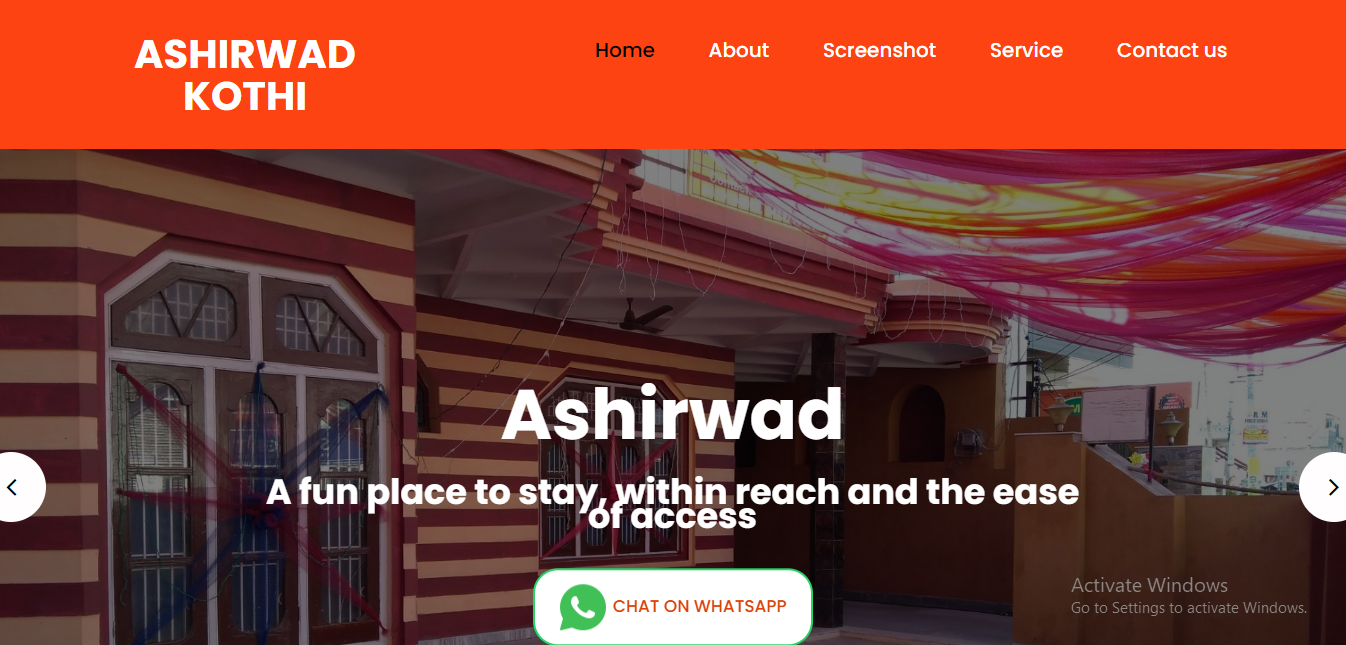 ASHIRWAD
KOTHI
Home About Screenshot Service Contact us
Ashirwad
A fun place to stay, within reach and the ease
of access
CHAT ON WHATSAPP
Activate Windows
Go to Settings to activate Windows.